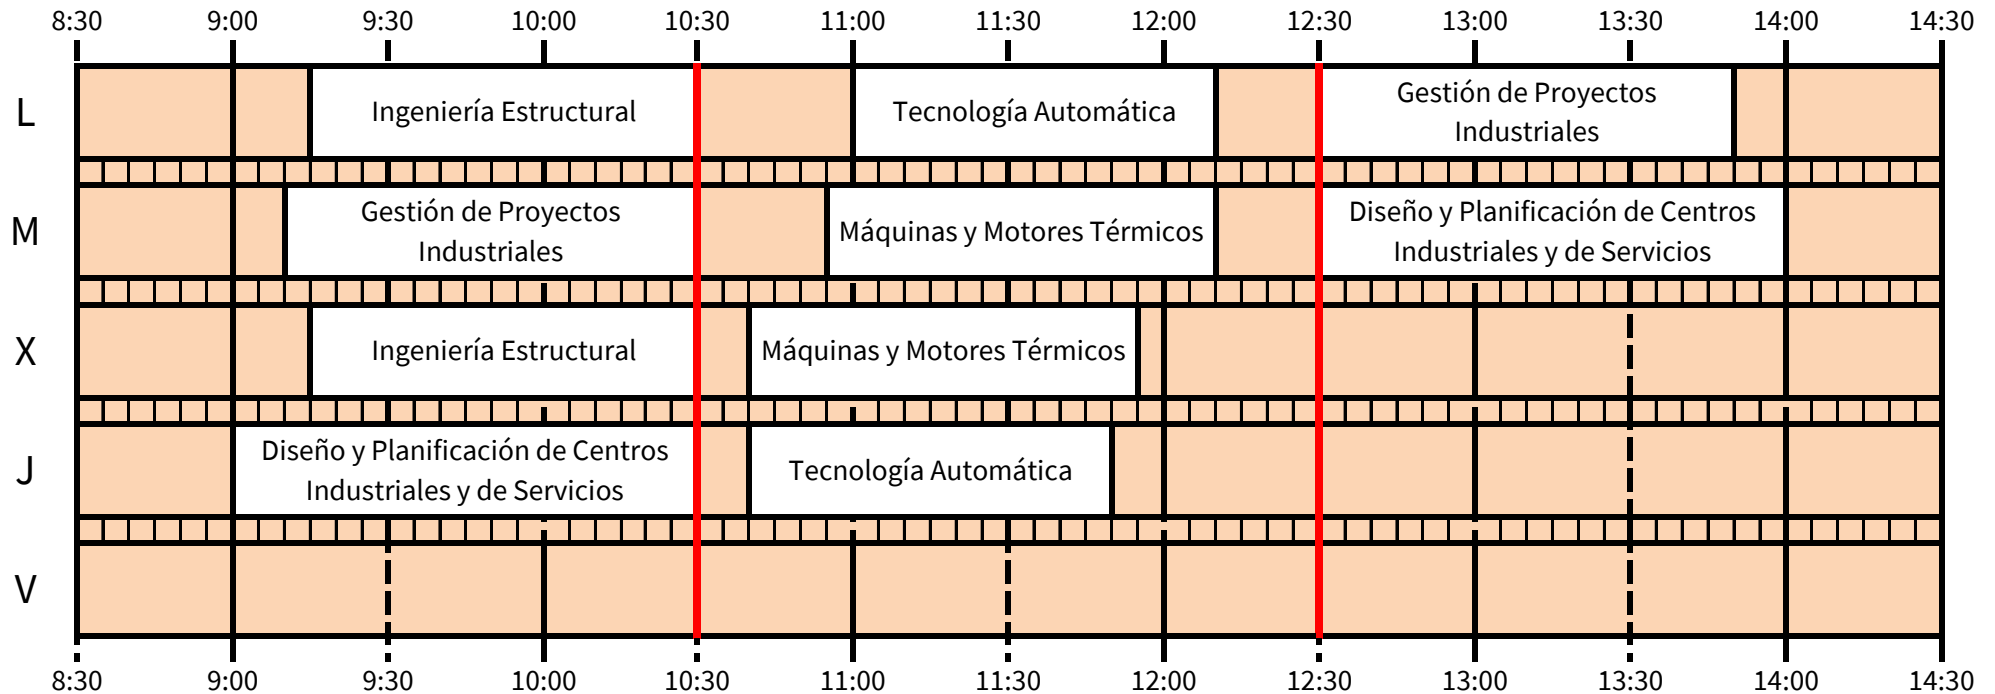 8:30 9:00 9:30 10:00 10:30 11:00 11:30 12:00 12:30 13:00 13:30 14:00 14:30
L
Ingeniería Estructural
Tecnología Automática
Gestión de Proyectos
Industriales
M
Gestión de Proyectos
Industriales
Máquinas y Motores Térmicos
Diseño y Planificación de Centros
Industriales y de Servicios
X
Ingeniería Estructural
Máquinas y Motores Térmicos
J
Diseño y Planificación de Centros
Industriales y de Servicios
Tecnología Automática
V
8:30 9:00 9:30 10:00 10:30 11:00 11:30 12:00 12:30 13:00 13:30 14:00 14:30